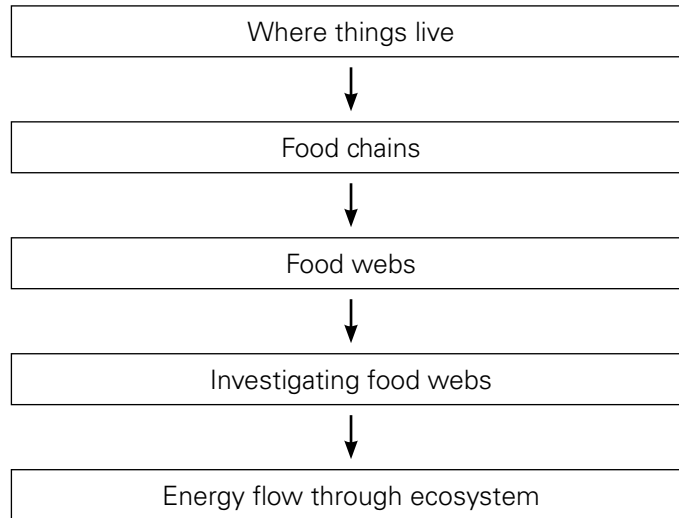 Where things live
Food chains
Food webs
Investigating food webs
Energy flow through ecosystem